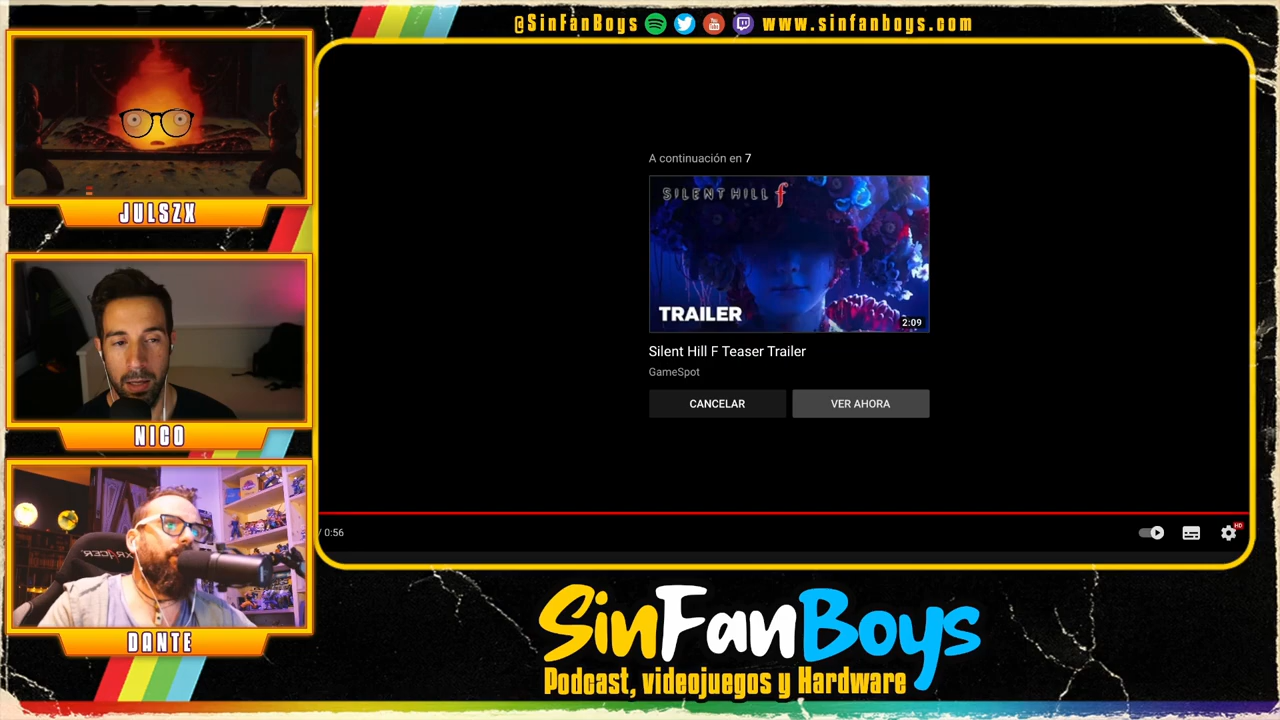 @SinFanBoys www.sinfanboys.com
JULSZX
NICO
DANTE
A continuación en 7
SILENT HILL f
TRAILER
2:09
Silent Hill F Teaser Trailer
GameSpot
CANCELAR
VER AHORA
/ 0:56
HD
SinFanBoys
Podcast, videojuegos y Hardware